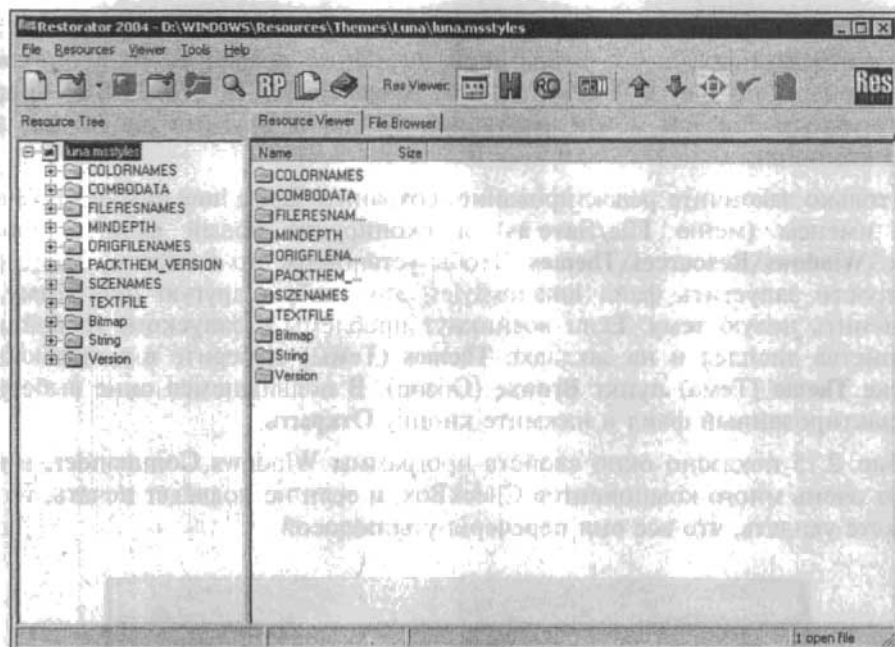 Restorator 2004 - D:\WINDOWS\Resources\Themes\Luna\luna.msstyles
File Resources Viewer Tools Help
RP Res Viewer: RC Res
Resource Tree
Resource Viewer File Browser
luna.msstyles
COLORNAMES
COMBODATA
FILERESNAMES
MINDEPTH
ORIGFILENAMES
PACKTHEM_VERSION
SIZENAMES
TEXTFILE
Bitmap
String
Version
Name Size
COLORNAMES
COMBODATA
FILERESNAM...
MINDEPTH
ORIGFILENA...
PACKTHEM_...
SIZENAMES
TEXTFILE
Bitmap
String
Version
1 open file